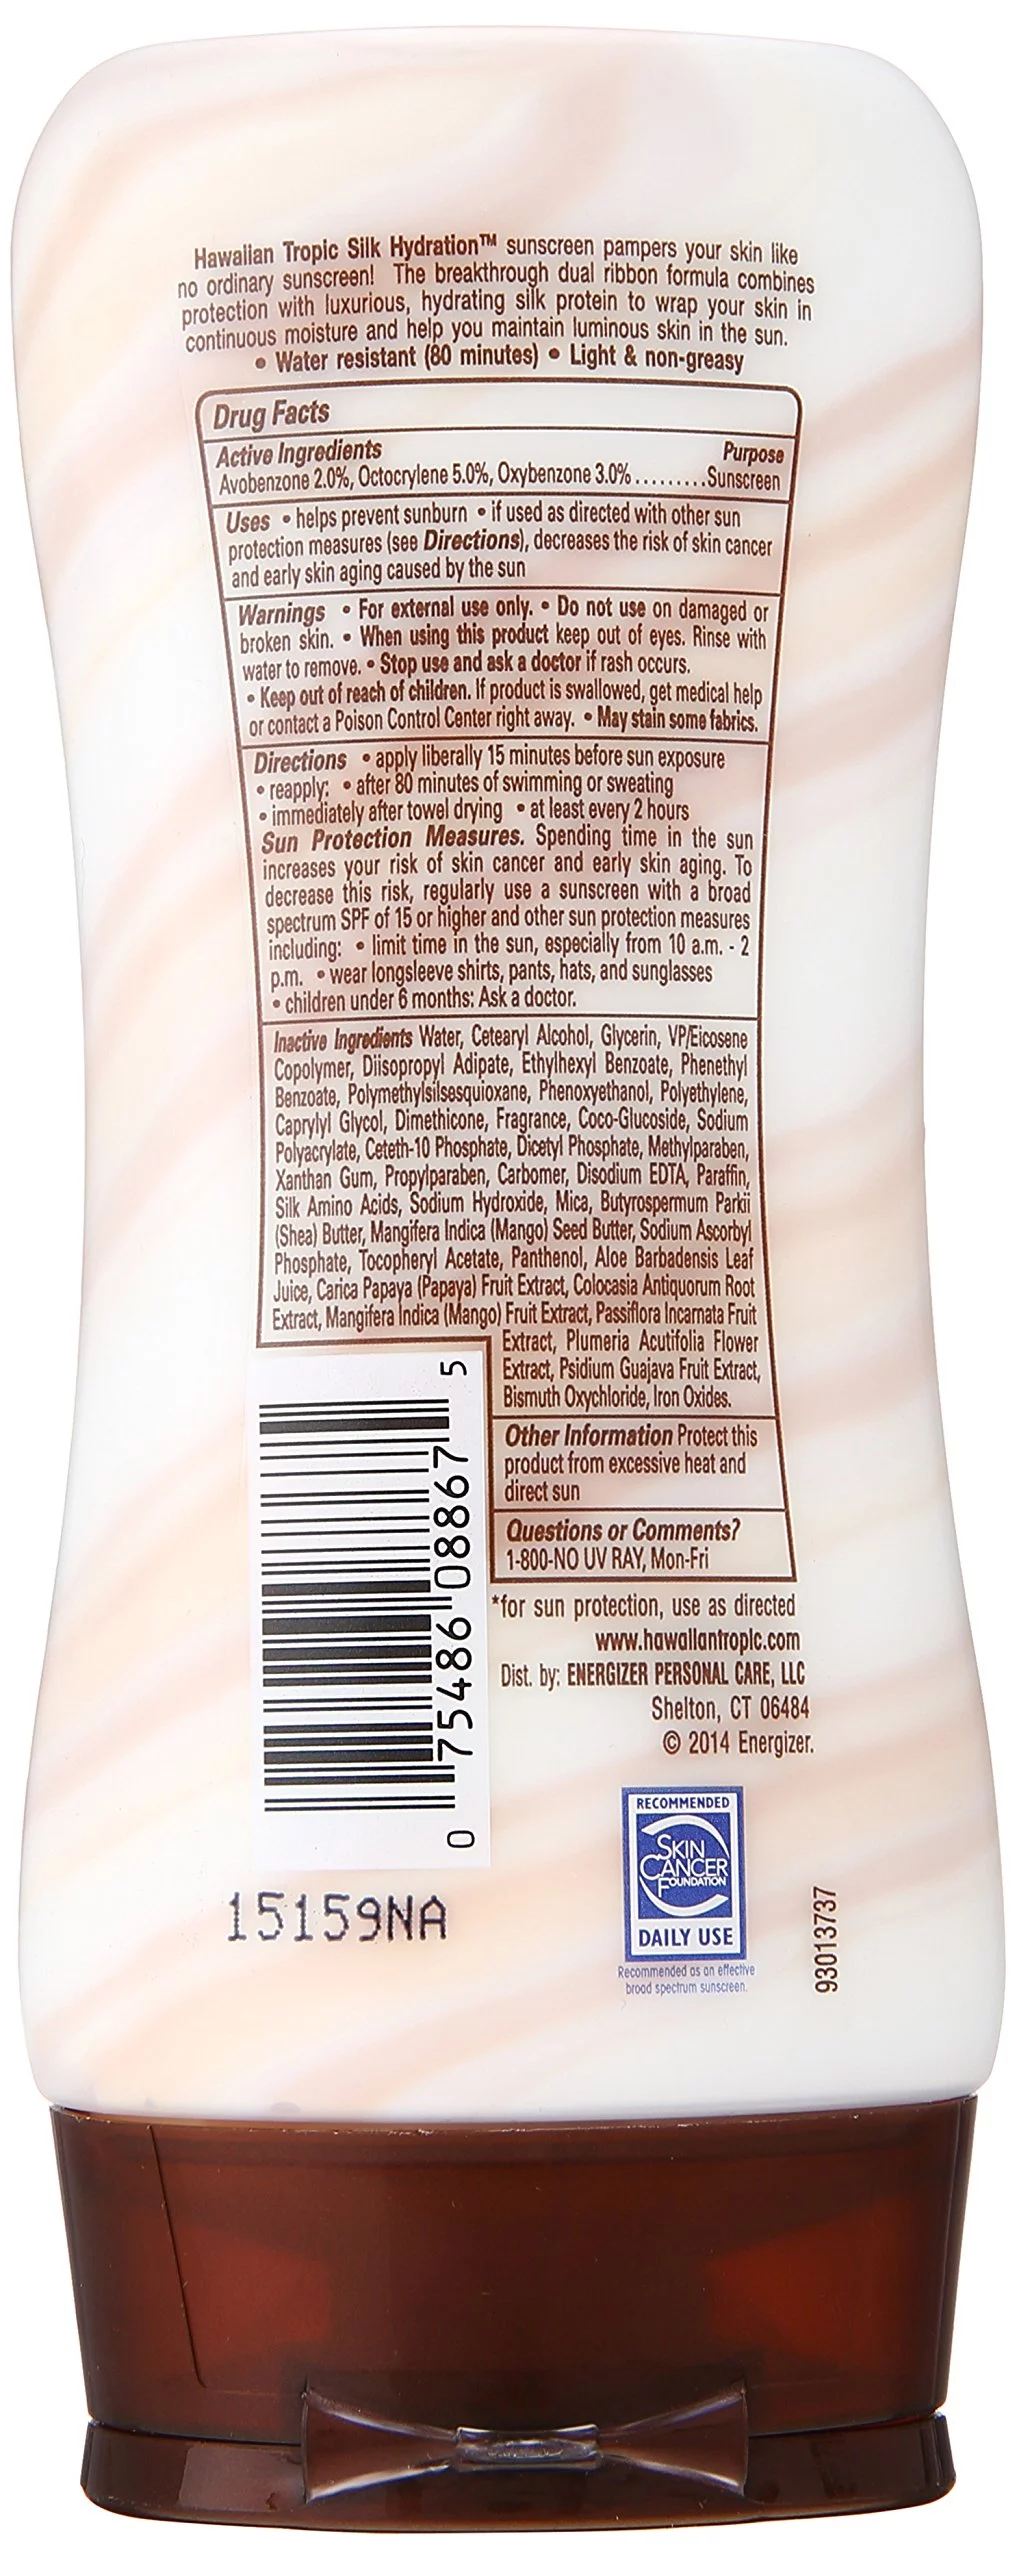 Hawaiian Tropic Silk Hydration™ sunscreen pampers your skin like
no ordinary sunscreen! The breakthrough dual ribbon formula combines
protection with luxurious, hydrating silk protein to wrap your skin in
continuous moisture and help you maintain luminous skin in the sun.
• Water resistant (80 minutes) • Light & non-greasy
Drug Facts
Active Ingredients Purpose
Avobenzone 2.0%, Octocrylene 5.0%, Oxybenzone 3.0%.........Sunscreen
Uses • helps prevent sunburn • if used as directed with other sun
protection measures (see Directions), decreases the risk of skin cancer
and early skin aging caused by the sun
Warnings • For external use only. • Do not use on damaged or
broken skin. • When using this product keep out of eyes. Rinse with
water to remove. • Stop use and ask a doctor if rash occurs.
• Keep out of reach of children. If product is swallowed, get medical help
or contact a Poison Control Center right away. • May stain some fabrics.
Directions • apply liberally 15 minutes before sun exposure
• reapply: • after 80 minutes of swimming or sweating
• immediately after towel drying • at least every 2 hours
Sun Protection Measures. Spending time in the sun
increases your risk of skin cancer and early skin aging. To
decrease this risk, regularly use a sunscreen with a broad
spectrum SPF of 15 or higher and other sun protection measures
including: • limit time in the sun, especially from 10 a.m. - 2
p.m. • wear longsleeve shirts, pants, hats, and sunglasses
• children under 6 months: Ask a doctor.
Inactive Ingredients Water, Cetearyl Alcohol, Glycerin, VP/Eicosene
Copolymer, Diisopropyl Adipate, Ethylhexyl Benzoate, Phenethyl
Benzoate, Polymethylsilsesquioxane, Phenoxyethanol, Polyethylene,
Caprylyl Glycol, Dimethicone, Fragrance, Coco-Glucoside, Sodium
Polyacrylate, Ceteth-10 Phosphate, Dicetyl Phosphate, Methylparaben,
Xanthan Gum, Propylparaben, Carbomer, Disodium EDTA, Paraffin,
Silk Amino Acids, Sodium Hydroxide, Mica, Butyrospermum Parkii
(Shea) Butter, Mangifera Indica (Mango) Seed Butter, Sodium Ascorbyl
Phosphate, Tocopheryl Acetate, Panthenol, Aloe Barbadensis Leaf
Juice, Carica Papaya (Papaya) Fruit Extract, Colocasia Antiquorum Root
Extract, Mangifera Indica (Mango) Fruit Extract, Passiflora Incarnata Fruit
Extract, Plumeria Acutifolia Flower
Extract, Psidium Guajava Fruit Extract,
Bismuth Oxychloride, Iron Oxides.
Other Information Protect this
product from excessive heat and
direct sun
Questions or Comments?
1-800-NO UV RAY, Mon-Fri
*for sun protection, use as directed
www.hawaiiantropic.com
Dist. by: ENERGIZER PERSONAL CARE, LLC
Shelton, CT 06484
© 2014 Energizer.
0 75486 08867 5
RECOMMENDED
SKIN
CANCER
FOUNDATION
DAILY USE
Recommended as an effective
broad spectrum sunscreen.
15159NA
93013737